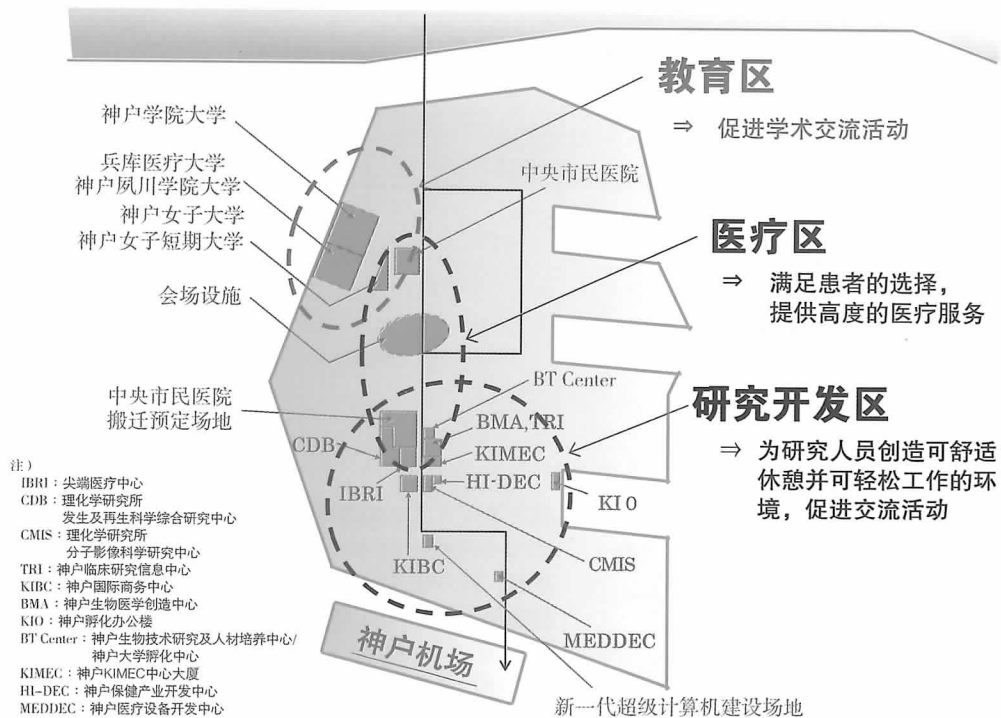 教育区
⇒ 促进学术交流活动
神户学院大学
兵库医疗大学
神户夙川学院大学
神户女子大学
神户女子短期大学
会场设施
中央市民医院
医疗区
⇒ 满足患者的选择，
提供高度的医疗服务
中央市民医院
搬迁预定场地
BT Center
BMA,TRI
CDB
KIMEC
IBRI
HI-DEC
KIO
KIBC
CMIS
MEDDEC
研究开发区
⇒ 为研究人员创造可舒适
休憩并可轻松工作的环
境，促进交流活动
神户机场
新一代超级计算机建设场地
注）
IBRI：尖端医疗中心
CDB：理化学研究所
发生及再生科学综合研究中心
CMIS：理化学研究所
分子影像科学研究中心
TRI：神户临床研究信息中心
KIBC：神户国际商务中心
BMA：神户生物医学创造中心
KIO：神户孵化办公楼
BT Center：神户生物技术研究及人材培养中心/
神户大学孵化中心
KIMEC：神户KIMEC中心大厦
HI-DEC：神户保健产业开发中心
MEDDEC：神户医疗设备开发中心